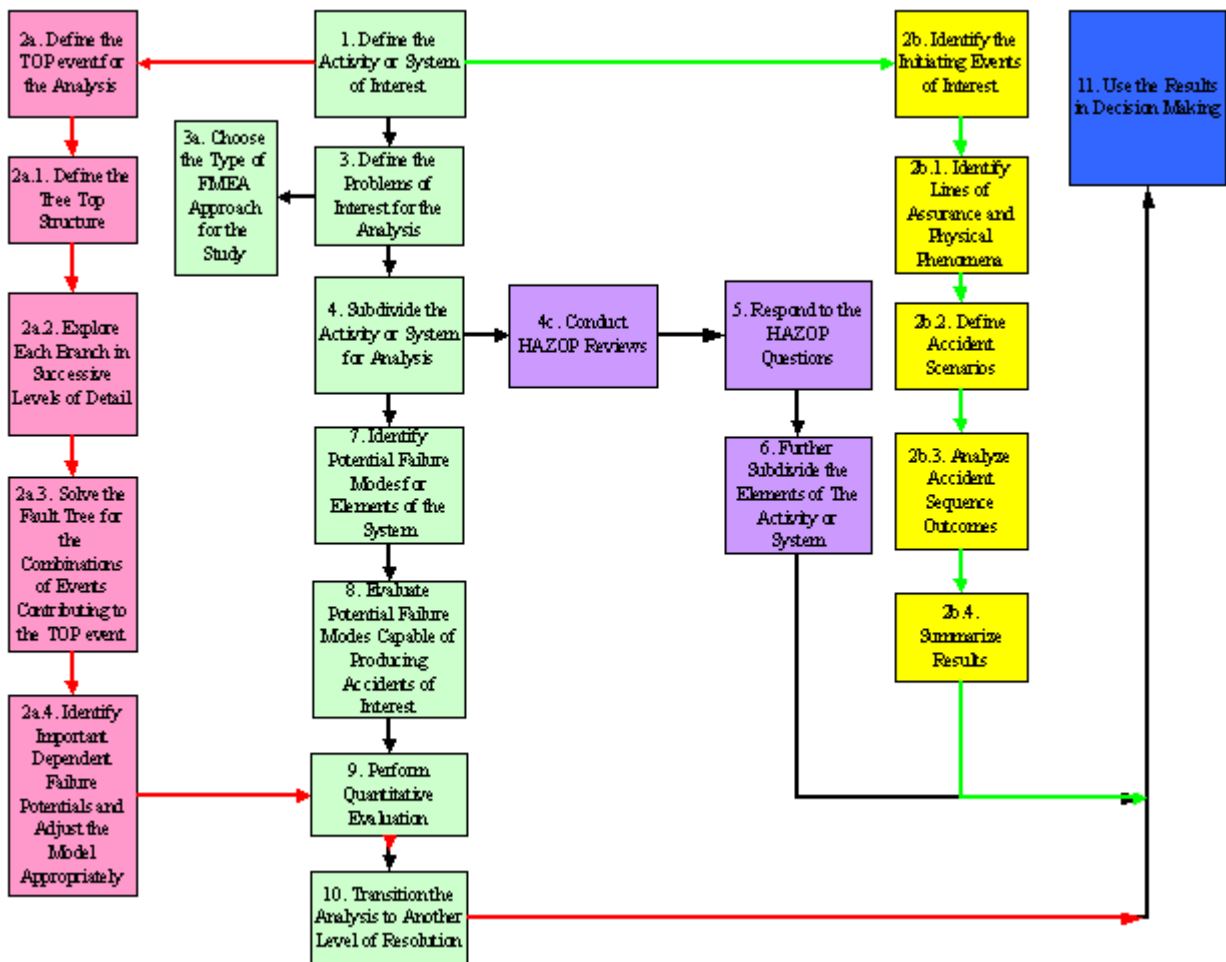 2a. Define the
TOP event for
the Analysis
1. Define the
Activity or System
of Interest
2b. Identify the
Initiating Events
of Interest
11. Use the Results
in Decision Making
3a. Choose
the Type of
FMEA
Approach
for the
Study
3. Define the
Problems of
Interest for the
Analysis
2a.1. Define the
Tree Top
Structure
2b.1. Identify
Lines of
Assurance and
Physical
Phenomena
2a.2. Explore
Each Branch in
Successive
Levels of Detail
4. Subdivide the
Activity or System
for Analysis
4c. Conduct
HAZOP Reviews
5. Respond to the
HAZOP
Questions
2b.2. Define
Accident
Scenarios
7. Identify
Potential Failure
Modes for
Elements of the
System
6. Further
Subdivide the
Elements of The
Activity or
System
2b.3. Analyze
Accident
Sequence
Outcomes
2a.3. Solve the
Fault Tree for
the
Combinations
of Events
Contributing to
the TOP event.
8. Evaluate
Potential Failure
Modes Capable of
Producing
Accidents of
Interest
2b.4.
Summarize
Results
2a.4. Identify
Important
Dependent
Failure
Potentials and
Adjust the
Model
Appropriately
9. Perform
Quantitative
Evaluation
10. Transition the
Analysis to Another
Level of Resolution